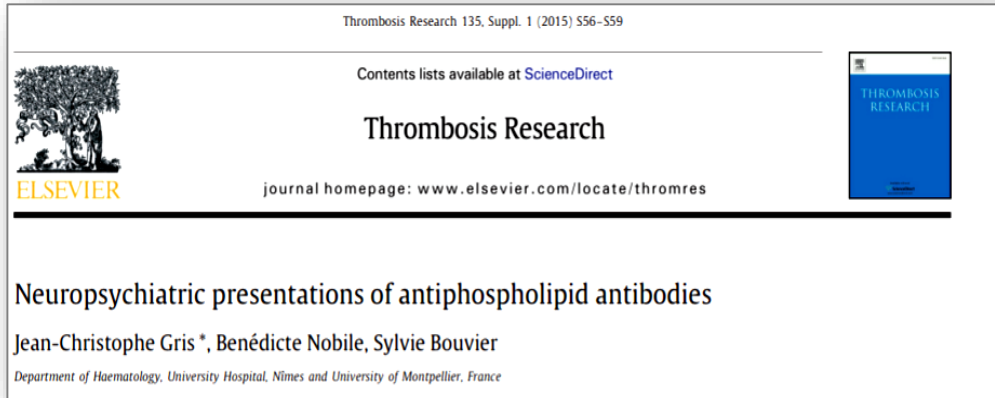 Thrombosis Research 135, Suppl. 1 (2015) S56–S59
Contents lists available at ScienceDirect
Thrombosis Research
journal homepage: www.elsevier.com/locate/thromres
ELSEVIER
THROMBOSIS
RESEARCH
Neuropsychiatric presentations of antiphospholipid antibodies
Jean-Christophe Gris *, Benédicte Nobile, Sylvie Bouvier
Department of Haematology, University Hospital, Nîmes and University of Montpellier, France